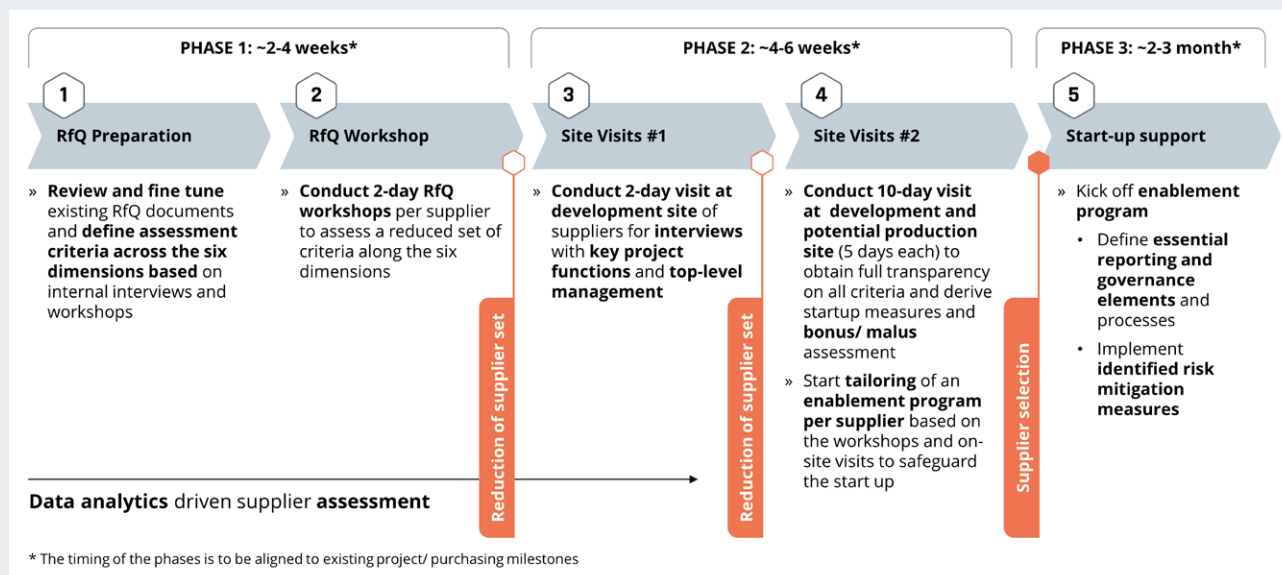 PHASE 1: ~2-4 weeks*
PHASE 2: ~4-6 weeks*
PHASE 3: ~2-3 month*
1
RfQ Preparation
» Review and fine tune
existing RfQ documents
and define assessment
criteria across the six
dimensions based on
internal interviews and
workshops
2
RfQ Workshop
» Conduct 2-day RfQ
workshops per supplier
to assess a reduced set of
criteria along the six
dimensions
Reduction of supplier set
3
Site Visits #1
» Conduct 2-day visit at
development site of
suppliers for interviews
with key project
functions and top-level
management
Reduction of supplier set
4
Site Visits #2
» Conduct 10-day visit
at development and
potential production
site (5 days each) to
obtain full transparency
on all criteria and derive
startup measures and
bonus/ malus
assessment
» Start tailoring of an
enablement program
per supplier based on
the workshops and on-
site visits to safeguard
the start up
Supplier selection
5
Start-up support
» Kick off enablement
program
• Define essential
reporting and
governance
elements and
processes
• Implement
identified risk
mitigation
measures
Data analytics driven supplier assessment
* The timing of the phases is to be aligned to existing project/ purchasing milestones